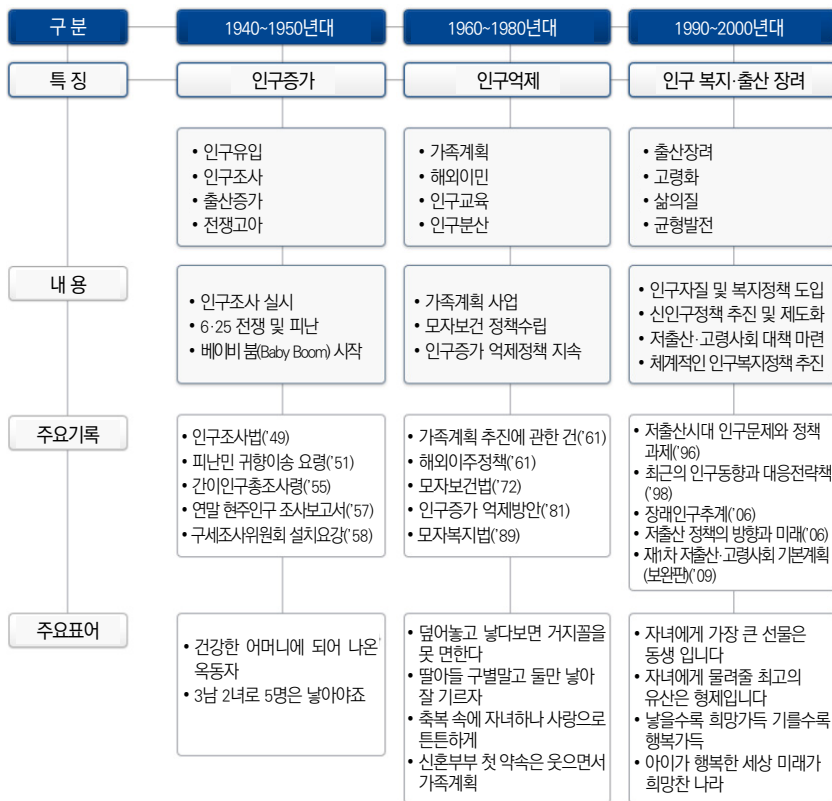 구 분
1940~1950년대
1960~1980년대
1990~2000년대
특 징
인구증가
인구억제
인구 복지·출산 장려
• 인구유입
• 인구조사
• 출산증가
• 전쟁고아
• 가족계획
• 해외이민
• 인구교육
• 인구분산
• 출산장려
• 고령화
• 삶의질
• 균형발전
내 용
• 인구조사 실시
• 6·25 전쟁 및 피난
• 베이비 붐(Baby Boom) 시작
• 가족계획 사업
• 모자보건 정책수립
• 인구증가 억제정책 지속
• 인구자질 및 복지정책 도입
• 신인구정책 추진 및 제도화
• 저출산·고령사회 대책 마련
• 체계적인 인구복지정책 추진
주요기록
• 인구조사법('49)
• 피난민 귀향이송 요령('51)
• 간이인구총조사령('55)
• 연말 현주인구 조사보고서('57)
• 구세조사위원회 설치요강('58)
• 가족계획 추진에 관한 건('61)
• 해외이주정책('61)
• 모자보건법('72)
• 인구증가 억제방안('81)
• 모자복지법('89)
• 저출산시대 인구문제와 정책
과제('96)
• 최근의 인구동향과 대응전략책
('98)
• 장래인구추계('06)
• 저출산 정책의 방향과 미래('06)
• 제1차 저출산·고령사회 기본계획
(보완판)('09)
주요표어
• 건강한 어머니에 되어 나온'
옥동자
• 3남 2녀로 5명은 낳아야죠
• 덮어놓고 낳다보면 거지꼴을
못 면한다
• 딸아들 구별말고 둘만 낳아
잘 기르자
• 축복 속에 자녀하나 사랑으로
튼튼하게
• 신혼부부 첫 약속은 웃으면서
가족계획
• 자녀에게 가장 큰 선물은
동생 입니다
• 자녀에게 물려줄 최고의
유산은 형제입니다
• 낳을수록 희망가득 기를수록
행복가득
• 아이가 행복한 세상 미래가
희망찬 나라